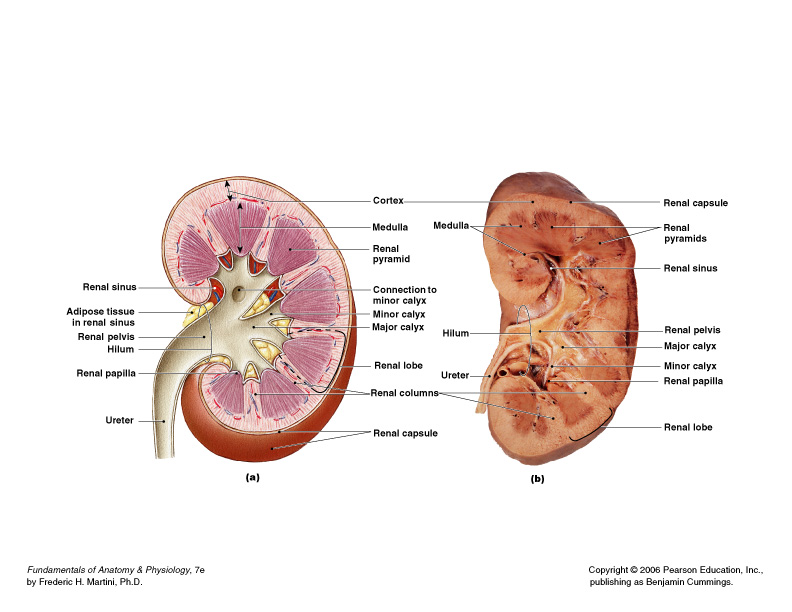 Cortex
Medulla
Renal
pyramid
Connection to
minor calyx
Minor calyx
Major calyx
Renal lobe
Renal columns
Renal capsule
Renal sinus
Adipose tissue
in renal sinus
Renal pelvis
Hilum
Renal papilla
Ureter
(a)
Medulla
Hilum
Ureter
Renal capsule
Renal
pyramids
Renal sinus
Renal pelvis
Major calyx
Minor calyx
Renal papilla
Renal lobe
(b)
Fundamentals of Anatomy & Physiology, 7e
by Frederic H. Martini, Ph.D.
Copyright © 2006 Pearson Education, Inc.,
publishing as Benjamin Cummings.